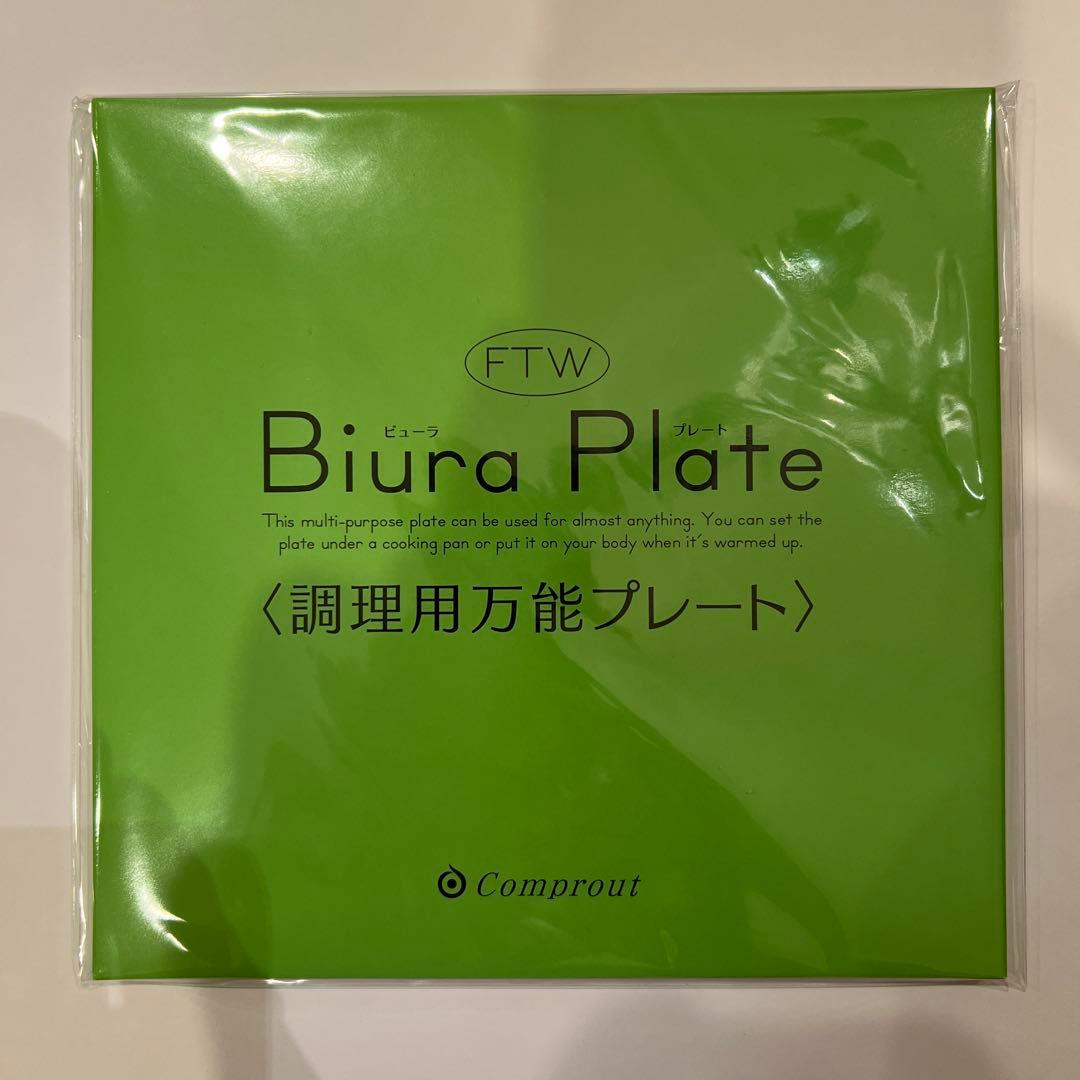 FTW
ビューラ プレート
Biura Plate
This multi-purpose plate can be used for almost anything. You can set the
plate under a cooking pan or put it on your body when it's warmed up.
〈調理用万能プレート〉
Comprout